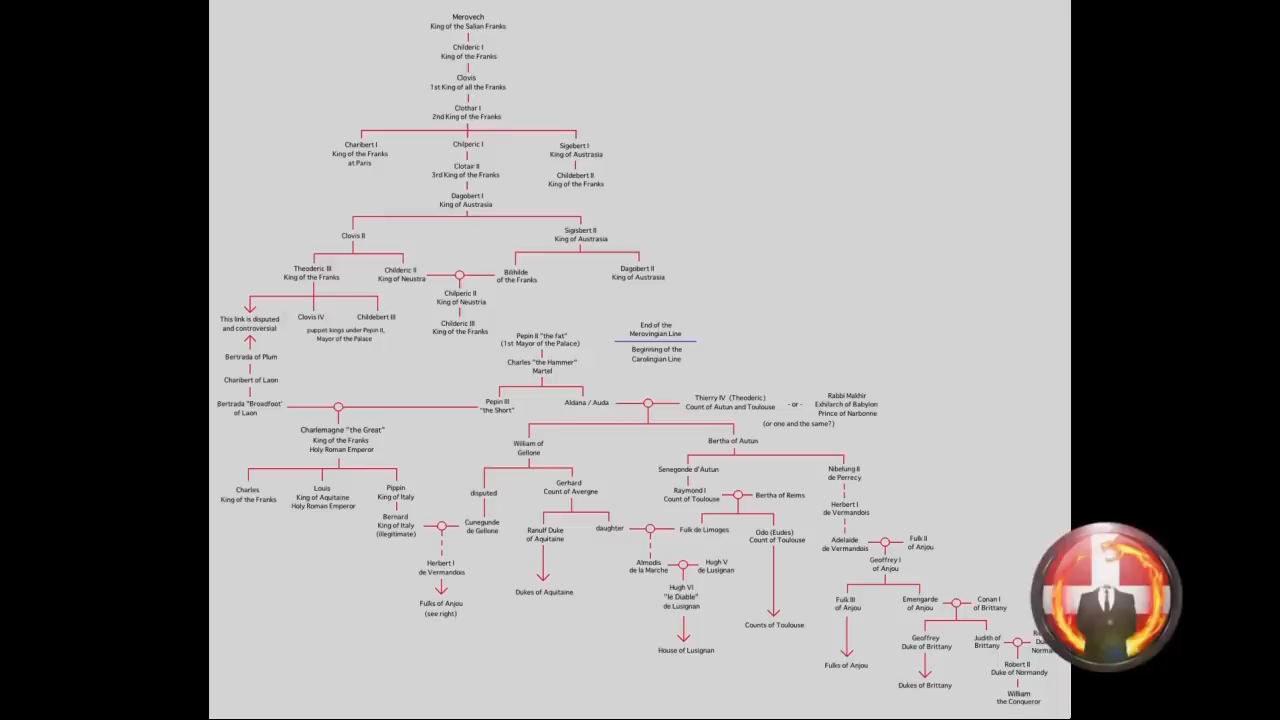 Merovech
King of the Salian Franks
Childeric I
King of the Franks
Clovis
1st King of all the Franks
Clothar I
2nd King of the Franks
Charibert I
King of the Franks
at Paris
Chilperic I
Sigebert I
King of Austrasia
Clotair II
3rd King of the Franks
Childebert II
King of the Franks
Dagobert I
King of Austrasia
Clovis II
Sigisbert II
King of Austrasia
Theoderic III
King of the Franks
Childeric II
King of Neustra
Bilihilde
of the Franks
Dagobert II
King of Austrasia
Chilperic II
King of Neustria
This link is disputed
and controversial
Clovis IV
Childebert III
puppet kings under Pepin II,
Mayor of the Palace
Childeric III
King of the Franks
Pepin II "the fat"
(1st Mayor of the Palace)
End of the
Merovingian Line
Beginning of the
Carolingian Line
Bertrada of Plum
Charles "the Hammer"
Martel
Charibert of Laon
Bertrada "Broadfoot"
of Laon
Pepin III
"the Short"
Aldana / Auda
Thierry IV (Theoderic)
Count of Autun and Toulouse
- or -
Rabbi Makhir
Exhilarch of Babylon
Prince of Narbonne
(or one and the same?)
Charlemagne "the Great"
King of the Franks
Holy Roman Emperor
William of
Gellone
Bertha of Autun
Charles
King of the Franks
Louis
King of Aquitaine
Holy Roman Emperor
Pippin
King of Italy
disputed
Gerhard
Count of Avergne
Senegonde d'Autun
Nibelung II
de Perrecy
Raymond I
Count of Toulouse
Bertha of Reims
Bernard
King of Italy
(illegitimate)
Cunegunde
de Gellone
Ranulf Duke
of Aquitaine
daughter
Fulk de Limoges
Odo (Eudes)
Count of Toulouse
Herbert I
de Vermandois
Adelaide
de Vermandois
Fulk II
of Anjou
Herbert I
de Vermandois
Almodis
de la Marche
Hugh V
de Lusignan
Geoffrey I
of Anjou
Fulks of Anjou
(see right)
Dukes of Aquitaine
Hugh VI
"le Diable"
de Lusignan
Counts of Toulouse
Fulk III
of Anjou
Emengarde
of Anjou
Conan I
of Brittany
House of Lusignan
Geoffrey
Duke of Brittany
Judith of
Brittany
Fulks of Anjou
Dukes of Brittany
Robert II
Duke of Normandy
William
the Conqueror